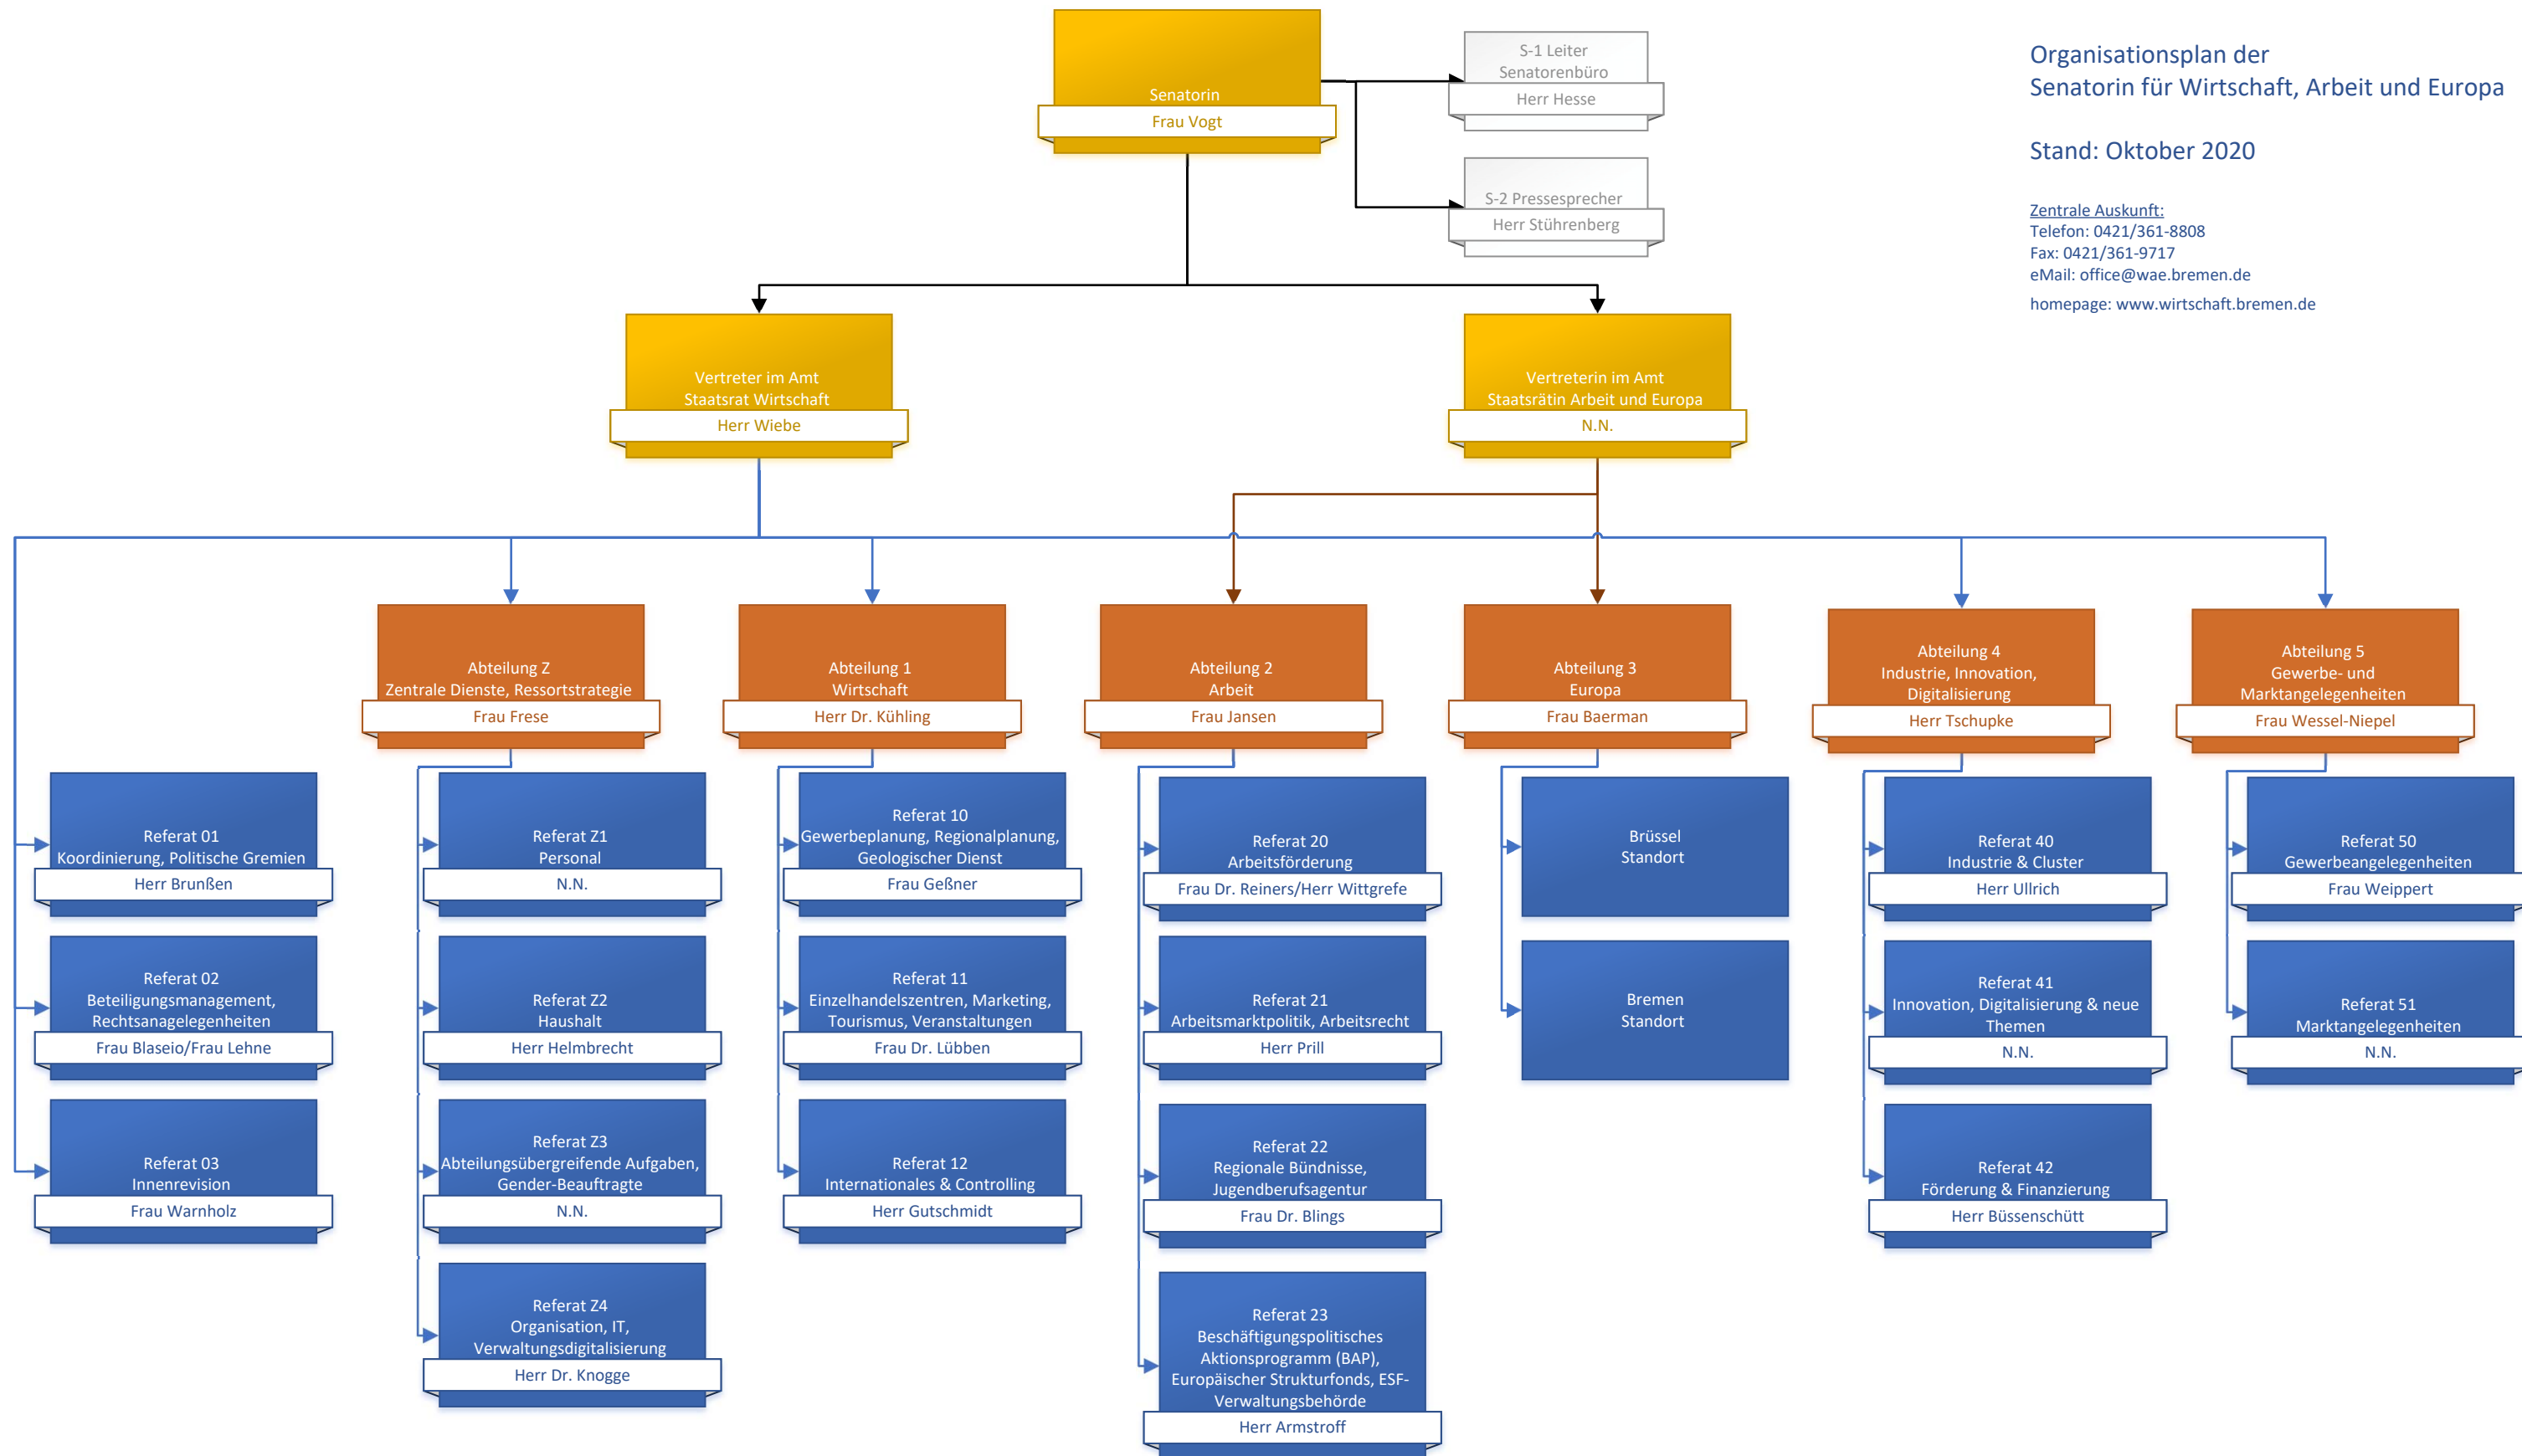 Senatorin
Frau Vogt
S-1 Leiter
Senatorenbüro
Herr Hesse
S-2 Pressesprecher
Herr Stührenberg
Organisationsplan der
Senatorin für Wirtschaft, Arbeit und Europa
Stand: Oktober 2020
Zentrale Auskunft:
Telefon: 0421/361-8808
Fax: 0421/361-9717
eMail: office@wae.bremen.de
homepage: www.wirtschaft.bremen.de
Vertreter im Amt
Staatsrat Wirtschaft
Herr Wiebe
Vertreterin im Amt
Staatsrätin Arbeit und Europa
N.N.
Referat 01
Koordinierung, Politische Gremien
Herr Brunßen
Referat 02
Beteiligungsmanagement,
Rechtsanagelegenheiten
Frau Blaseio/Frau Lehne
Referat 03
Innenrevision
Frau Warnholz
Abteilung Z
Zentrale Dienste, Ressortstrategie
Frau Frese
Referat Z1
Personal
N.N.
Referat Z2
Haushalt
Herr Helmbrecht
Referat Z3
Abteilungsübergreifende Aufgaben,
Gender-Beauftragte
N.N.
Referat Z4
Organisation, IT,
Verwaltungsdigitalisierung
Herr Dr. Knogge
Abteilung 1
Wirtschaft
Herr Dr. Kühling
Referat 10
Gewerbeplanung, Regionalplanung,
Geologischer Dienst
Frau Geßner
Referat 11
Einzelhandelszentren, Marketing,
Tourismus, Veranstaltungen
Frau Dr. Lübben
Referat 12
Internationales & Controlling
Herr Gutschmidt
Abteilung 2
Arbeit
Frau Jansen
Referat 20
Arbeitsförderung
Frau Dr. Reiners/Herr Wittgrefe
Referat 21
Arbeitsmarktpolitik, Arbeitsrecht
Herr Prill
Referat 22
Regionale Bündnisse,
Jugendberufsagentur
Frau Dr. Blings
Referat 23
Beschäftigungspolitisches
Aktionsprogramm (BAP),
Europäischer Strukturfonds, ESF-
Verwaltungsbehörde
Herr Armstroff
Abteilung 3
Europa
Frau Baerman
Brüssel
Standort
Bremen
Standort
Abteilung 4
Industrie, Innovation,
Digitalisierung
Herr Tschupke
Referat 40
Industrie & Cluster
Herr Ullrich
Referat 41
Innovation, Digitalisierung & neue
Themen
N.N.
Referat 42
Förderung & Finanzierung
Herr Büssenschütt
Abteilung 5
Gewerbe- und
Marktangelegenheiten
Frau Wessel-Niepel
Referat 50
Gewerbeangelegenheiten
Frau Weippert
Referat 51
Marktangelegenheiten
N.N.